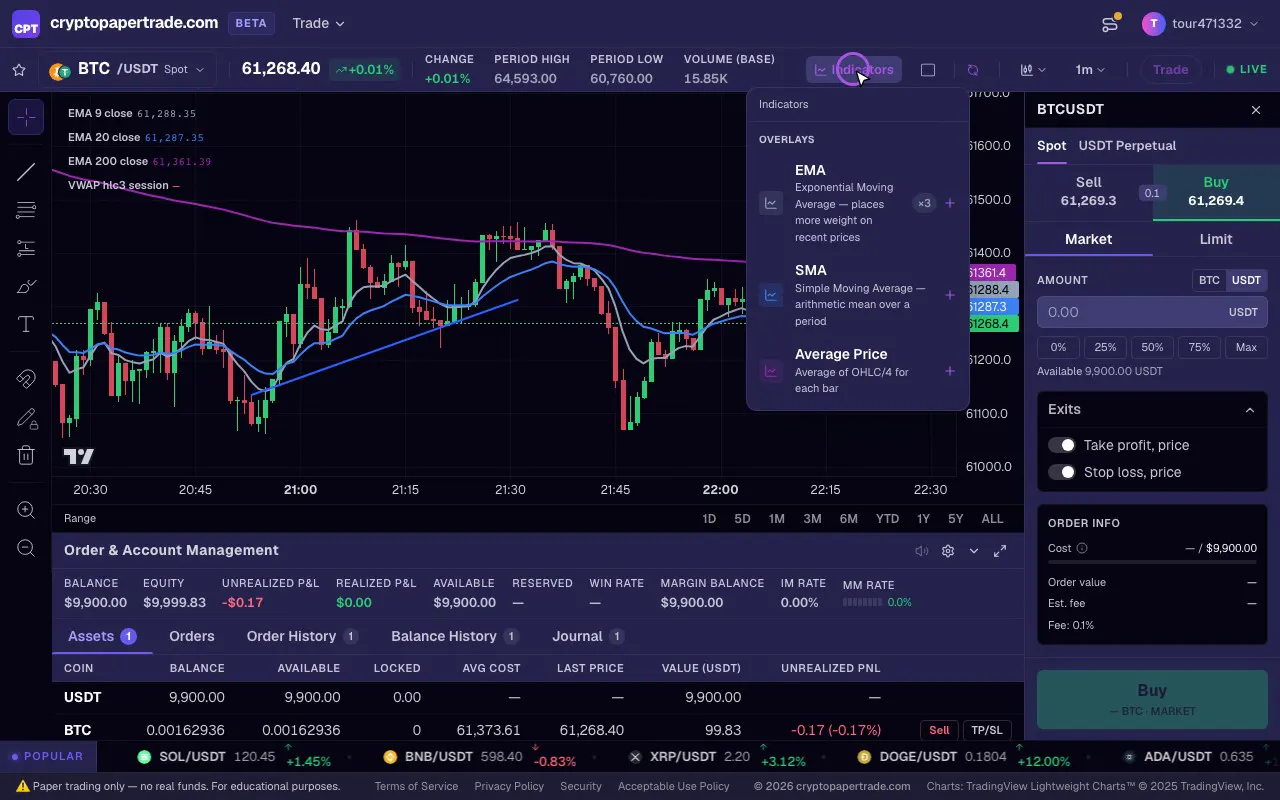 CPT cryptopapertrade.com BETA Trade
T tour471332
BTC /USDT Spot
61,268.40 +0.01%
CHANGE
+0.01%
PERIOD HIGH
64,593.00
PERIOD LOW
60,760.00
VOLUME (BASE)
15.85K
Indicators
1m
Trade
LIVE
EMA 9 close 61,288.35
EMA 20 close 61,287.35
EMA 200 close 61,361.39
VWAP hlc3 session —
Indicators
OVERLAYS
EMA
Exponential Moving
Average — places
more weight on
recent prices
×3 +
SMA
Simple Moving Average —
arithmetic mean over a
period
+
Average Price
Average of OHLC/4 for
each bar
+
61700.0
61600.0
61500.0
61400.0
61361.4
61288.4
61287.3
61268.4
61200.0
61100.0
61000.0
20:30 20:45 21:00 21:15 21:30 21:45 22:00 22:15 22:30
Range 1D 5D 1M 3M 6M YTD 1Y 5Y ALL
BTCUSDT
Spot USDT Perpetual
Sell
61,269.3
0.1
Buy
61,269.4
Market Limit
AMOUNT BTC USDT
0.00 USDT
0% 25% 50% 75% Max
Available 9,900.00 USDT
Exits
Take profit, price
Stop loss, price
ORDER INFO
Cost — / $9,900.00
Order value —
Est. fee —
Fee: 0.1%
Buy
— BTC · MARKET
Order & Account Management
BALANCE EQUITY UNREALIZED P&L REALIZED P&L AVAILABLE RESERVED WIN RATE MARGIN BALANCE IM RATE MM RATE
$9,900.00 $9,999.83 -$0.17 $0.00 $9,900.00 — — $9,900.00 0.00% 0.0%
Assets 1 Orders Order History 1 Balance History 1 Journal 1
COIN BALANCE AVAILABLE LOCKED AVG COST LAST PRICE VALUE (USDT) UNREALIZED PNL
USDT 9,900.00 9,900.00 0.00 — — 9,900.00 —
BTC 0.00162936 0.00162936 0 61,373.61 61,268.40 99.83 -0.17 (-0.17%) Sell TP/SL
POPULAR SOL/USDT 120.45 ↑ +1.45% BNB/USDT 598.40 ↓ -0.83% XRP/USDT 2.20 ↑ +3.12% DOGE/USDT 0.1804 ↑ +12.00% ADA/USDT 0.635
⚠️ Paper trading only — no real funds. For educational purposes. Terms of Service Privacy Policy Security Acceptable Use Policy © 2026 cryptopapertrade.com Charts: TradingView Lightweight Charts™ © 2025 TradingView, Inc.